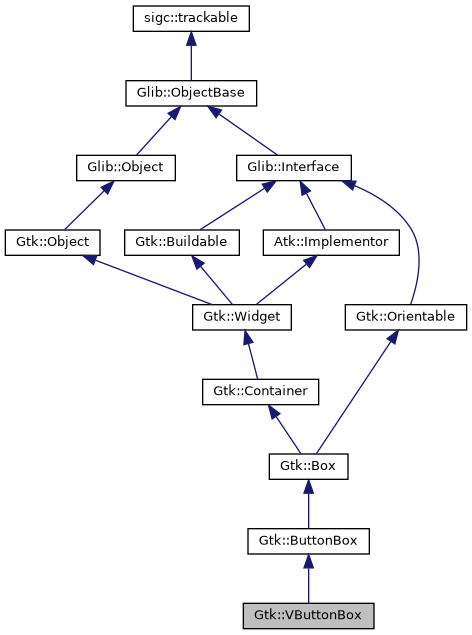 sigc::trackable
Glib::ObjectBase
Glib::Object
Glib::Interface
Gtk::Object
Gtk::Buildable
Atk::Implementor
Gtk::Widget
Gtk::Orientable
Gtk::Container
Gtk::Box
Gtk::ButtonBox
Gtk::VButtonBox